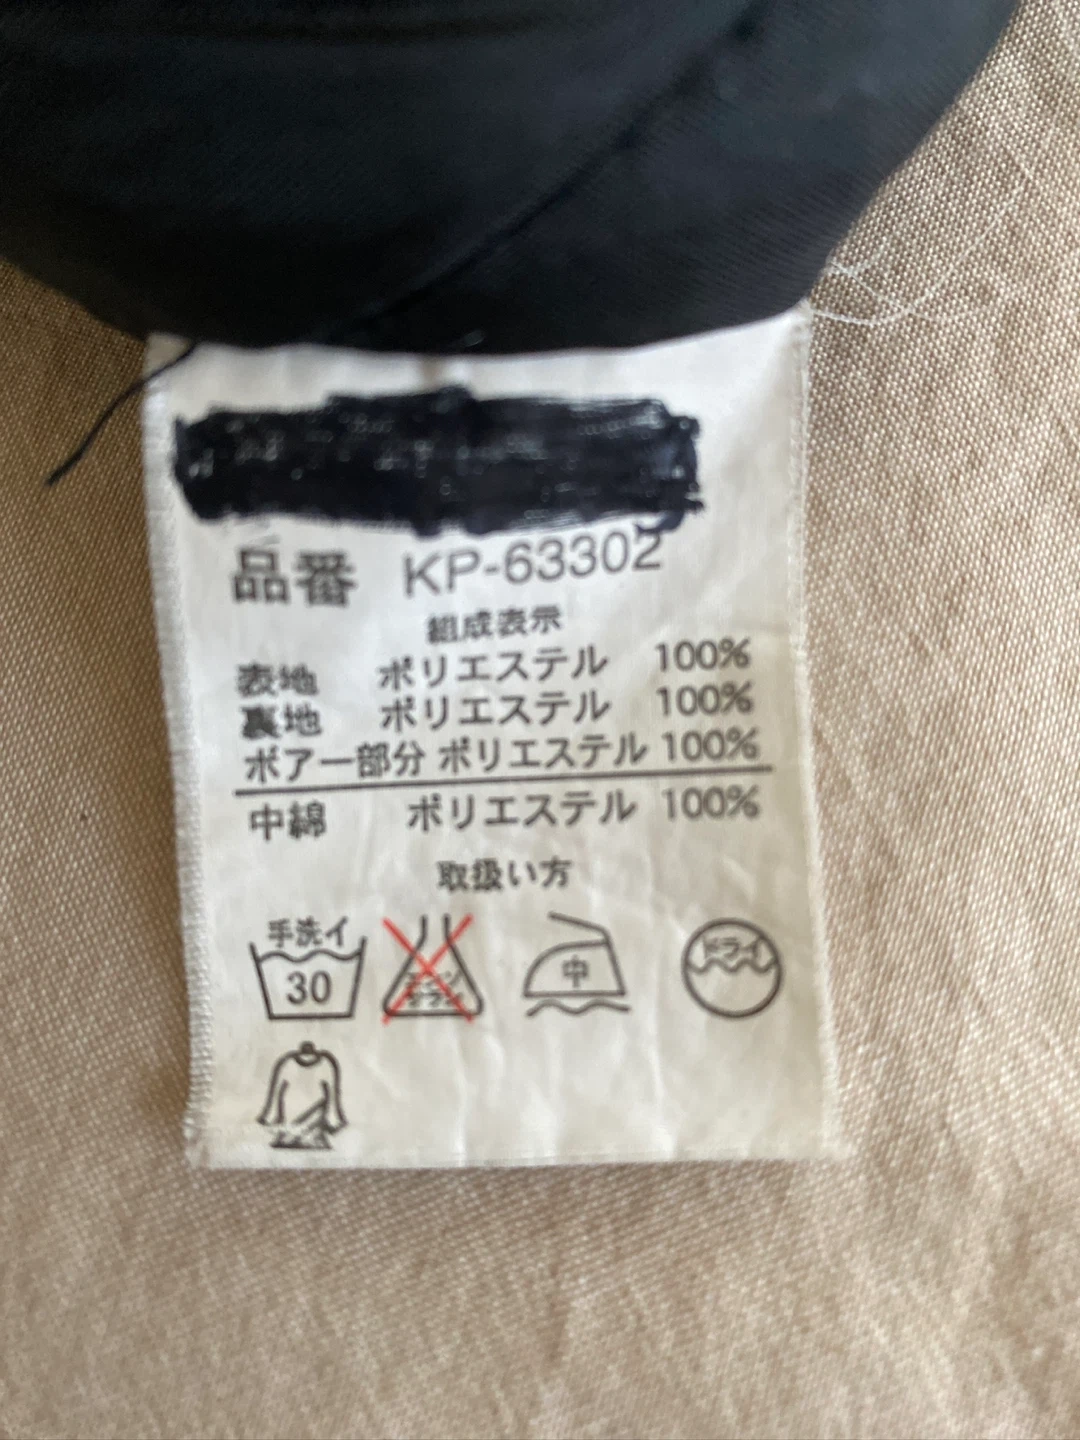 品番 KP-63302
組成表示
表地 ポリエステル 100%
裏地 ポリエステル 100%
ボアー部分 ポリエステル 100%
中綿 ポリエステル 100%
取扱い方
手洗イ
30
中
ドライ